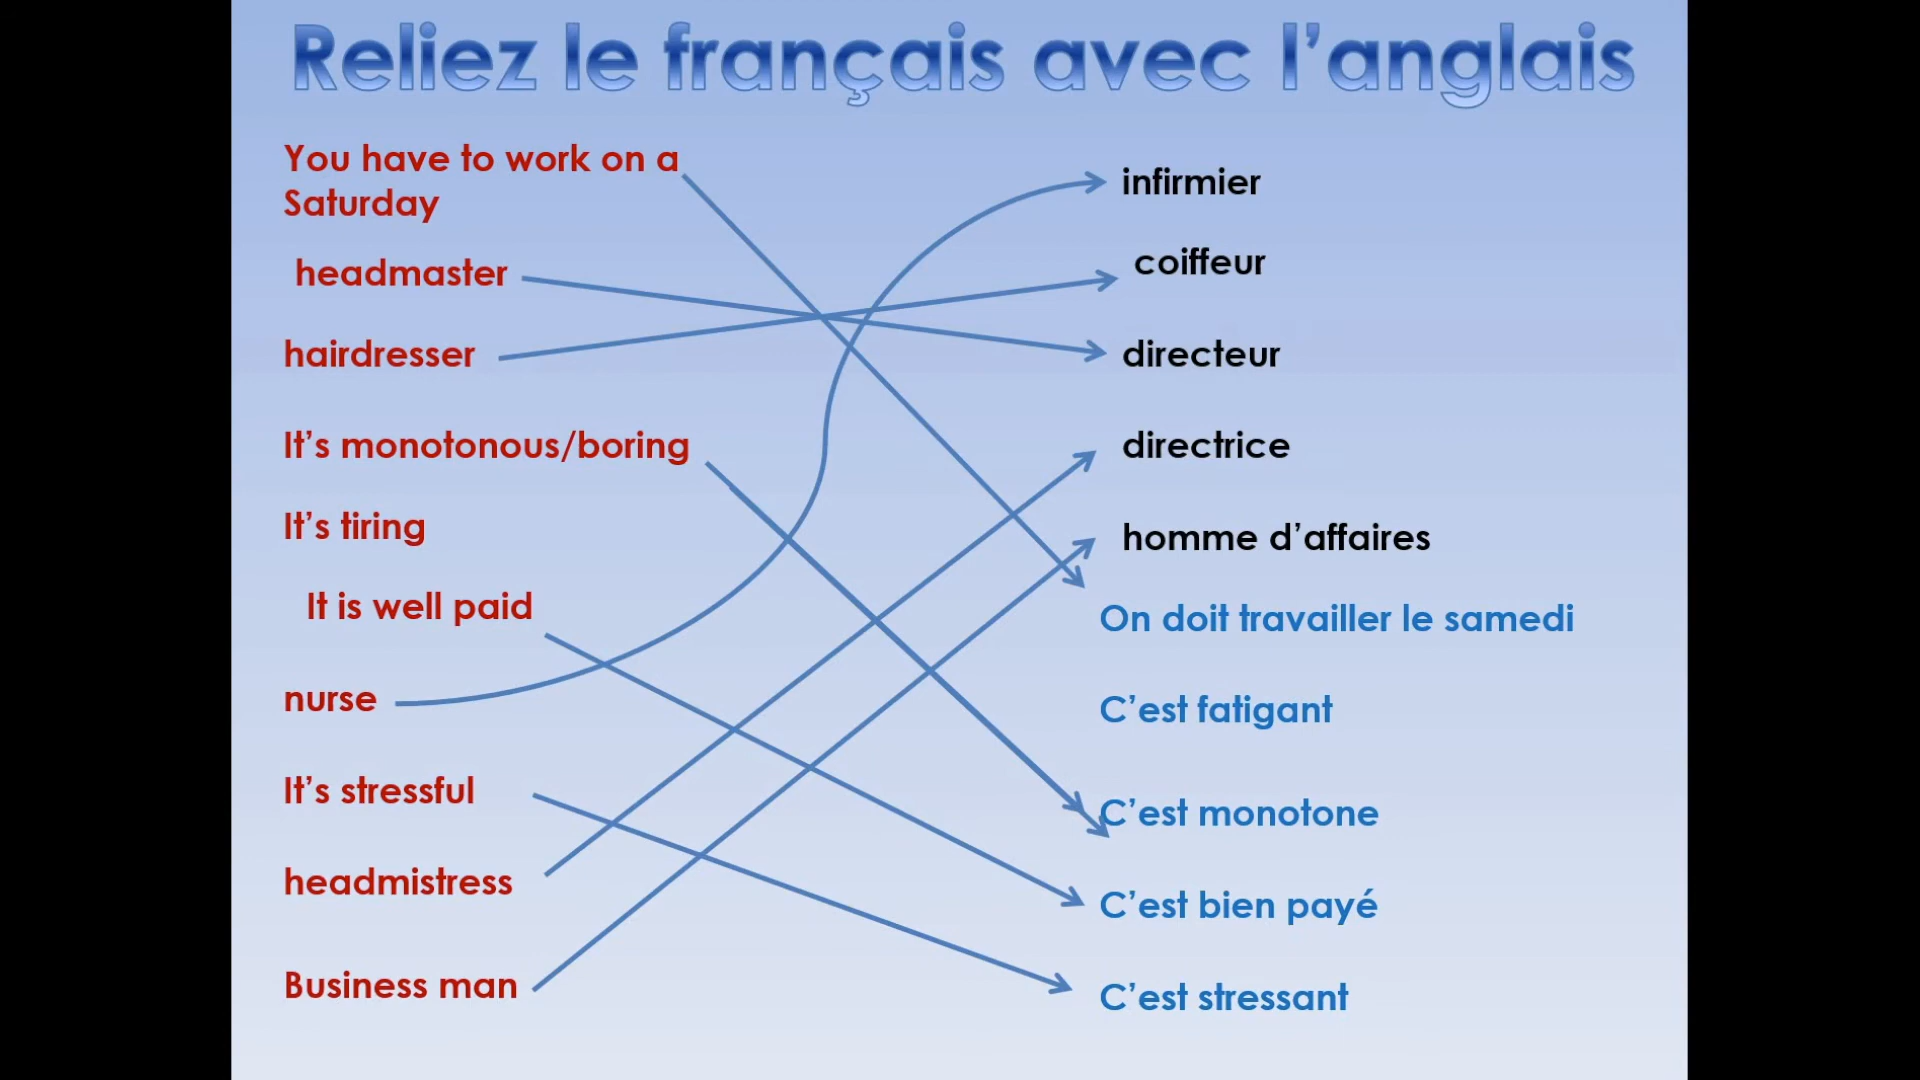 Reliez le français avec l’anglais
You have to work on a
Saturday
headmaster
hairdresser
It’s monotonous/boring
It’s tiring
It is well paid
nurse
It’s stressful
headmistress
Business man
infirmier
coiffeur
directeur
directrice
homme d’affaires
On doit travailler le samedi
C’est fatigant
C’est monotone
C’est bien payé
C’est stressant